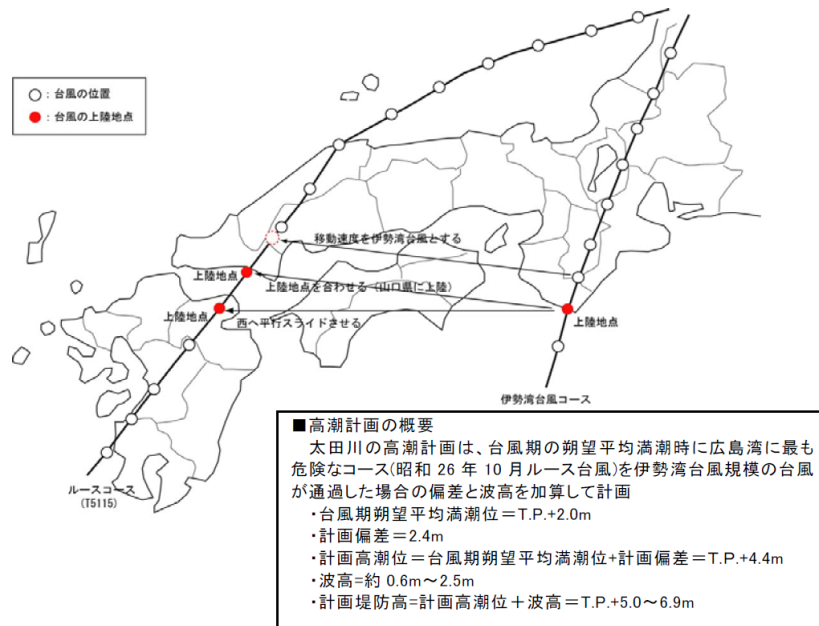 ○：台風の位置
●：台風の上陸地点
移動速度を伊勢湾台風とする
上陸地点
上陸地点を合わせる（山口県に上陸）
上陸地点
西へ平行スライドさせる
上陸地点
伊勢湾台風コース
ルースコース
(T5115)
■高潮計画の概要
太田川の高潮計画は、台風期の朔望平均満潮時に広島湾に最も
危険なコース(昭和 26 年 10 月ルース台風)を伊勢湾台風規模の台風
が通過した場合の偏差と波高を加算して計画
・台風期朔望平均満潮位＝T.P.+2.0m
・計画偏差＝2.4m
・計画高潮位＝台風期朔望平均満潮位+計画偏差＝T.P.+4.4m
・波高=約 0.6m～2.5m
・計画堤防高=計画高潮位＋波高＝T.P.+5.0～6.9m